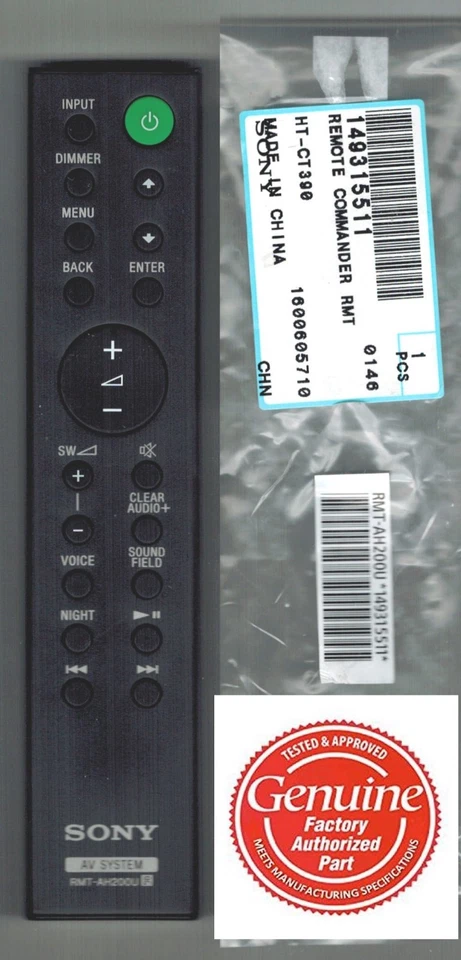 INPUT
DIMMER
MENU
BACK
ENTER
+
−
SW
+
−
CLEAR
AUDIO+
VOICE
SOUND
FIELD
NIGHT
SONY
AV SYSTEM
RMT-AH200U
149315511
REMOTE COMMANDER RMT
0146
1
PCS
HT-CT390
1600605710
SONY
MADE IN CHINA
CHN
RMT-AH200U *149315511*
TESTED & APPROVED
Genuine
Factory
Authorized
Part
MEETS MANUFACTURING SPECIFICATIONS